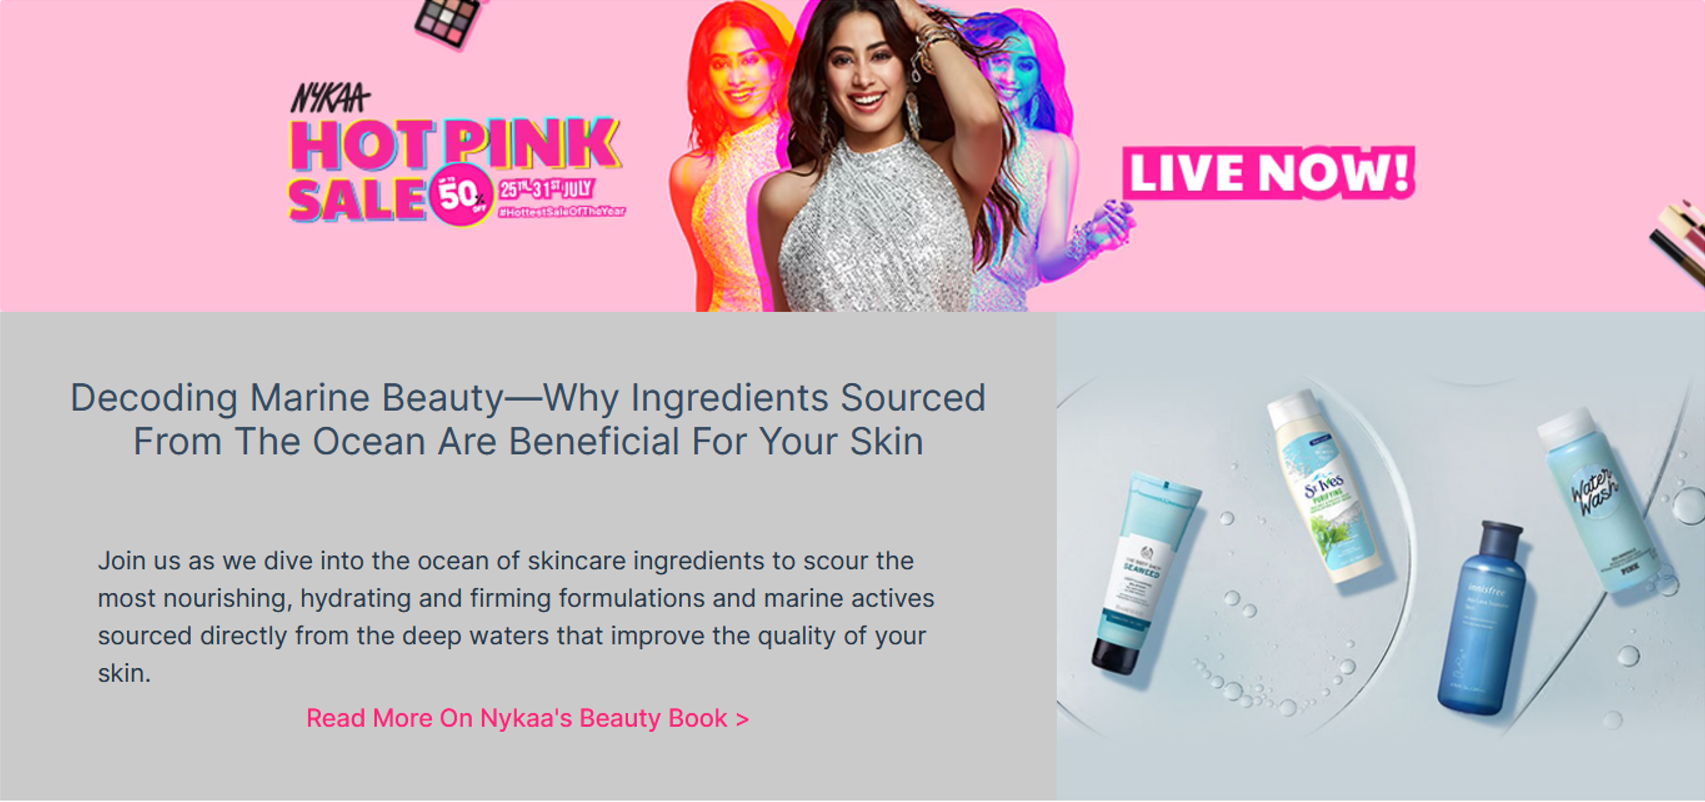 NYKAA
HOT PINK
SALE
UP TO
50%
OFF
25TH-31ST JULY
#HottestSaleOfTheYear
LIVE NOW!
Decoding Marine Beauty—Why Ingredients Sourced
From The Ocean Are Beneficial For Your Skin
Join us as we dive into the ocean of skincare ingredients to scour the
most nourishing, hydrating and firming formulations and marine actives
sourced directly from the deep waters that improve the quality of your
skin.
Read More On Nykaa's Beauty Book >
THE BODY SHOP
SEAWEED
St Ives
PURIFYING
innisfree
Water
Wash
PINK